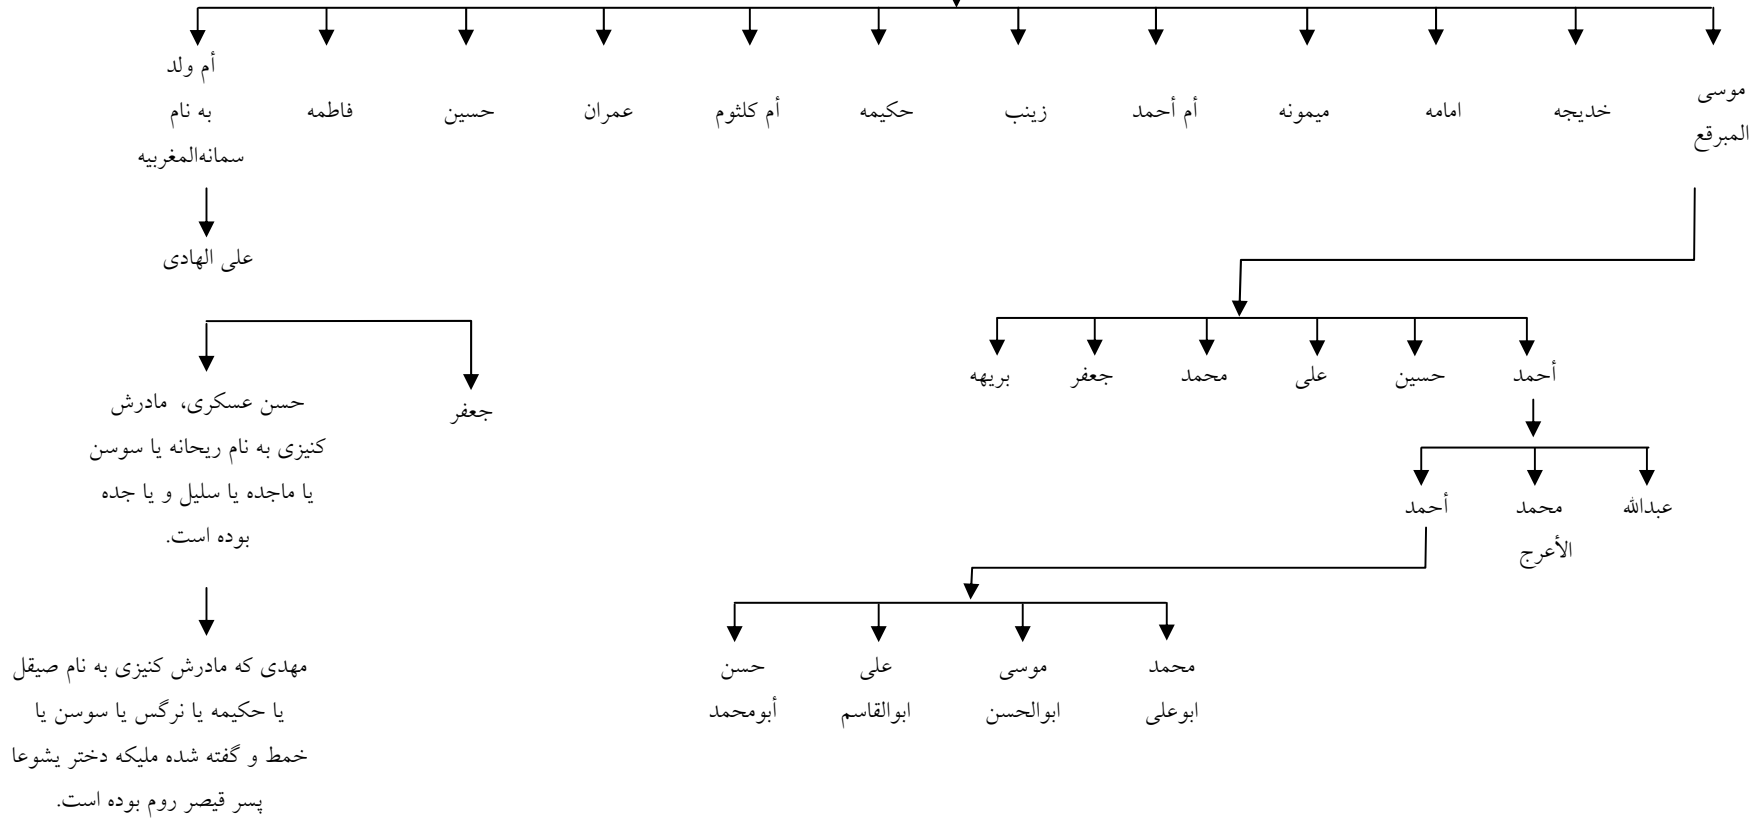 موسی
المبرقع
خدیجه
امامه
میمونه
أم أحمد
زینب
حکیمه
أم کلثوم
عمران
حسین
فاطمه
أم ولد
به نام
سمانه‌المغربیه
علی الهادی
أحمد
حسین
علی
محمد
جعفر
بریهه
جعفر
حسن عسکری، مادرش
کنیزی به نام ریحانه یا سوسن
یا ماجده یا سلیل و یا جده
بوده است.
عبدالله
محمد
الأعرج
أحمد
محمد
ابوعلی
موسی
ابوالحسن
علی
ابوالقاسم
حسن
أبومحمد
مهدی که مادرش کنیزی به نام صیقل
یا حکیمه یا نرگس یا سوسن یا
خمط و گفته شده ملیکه دختر یشوعا
پسر قیصر روم بوده است.